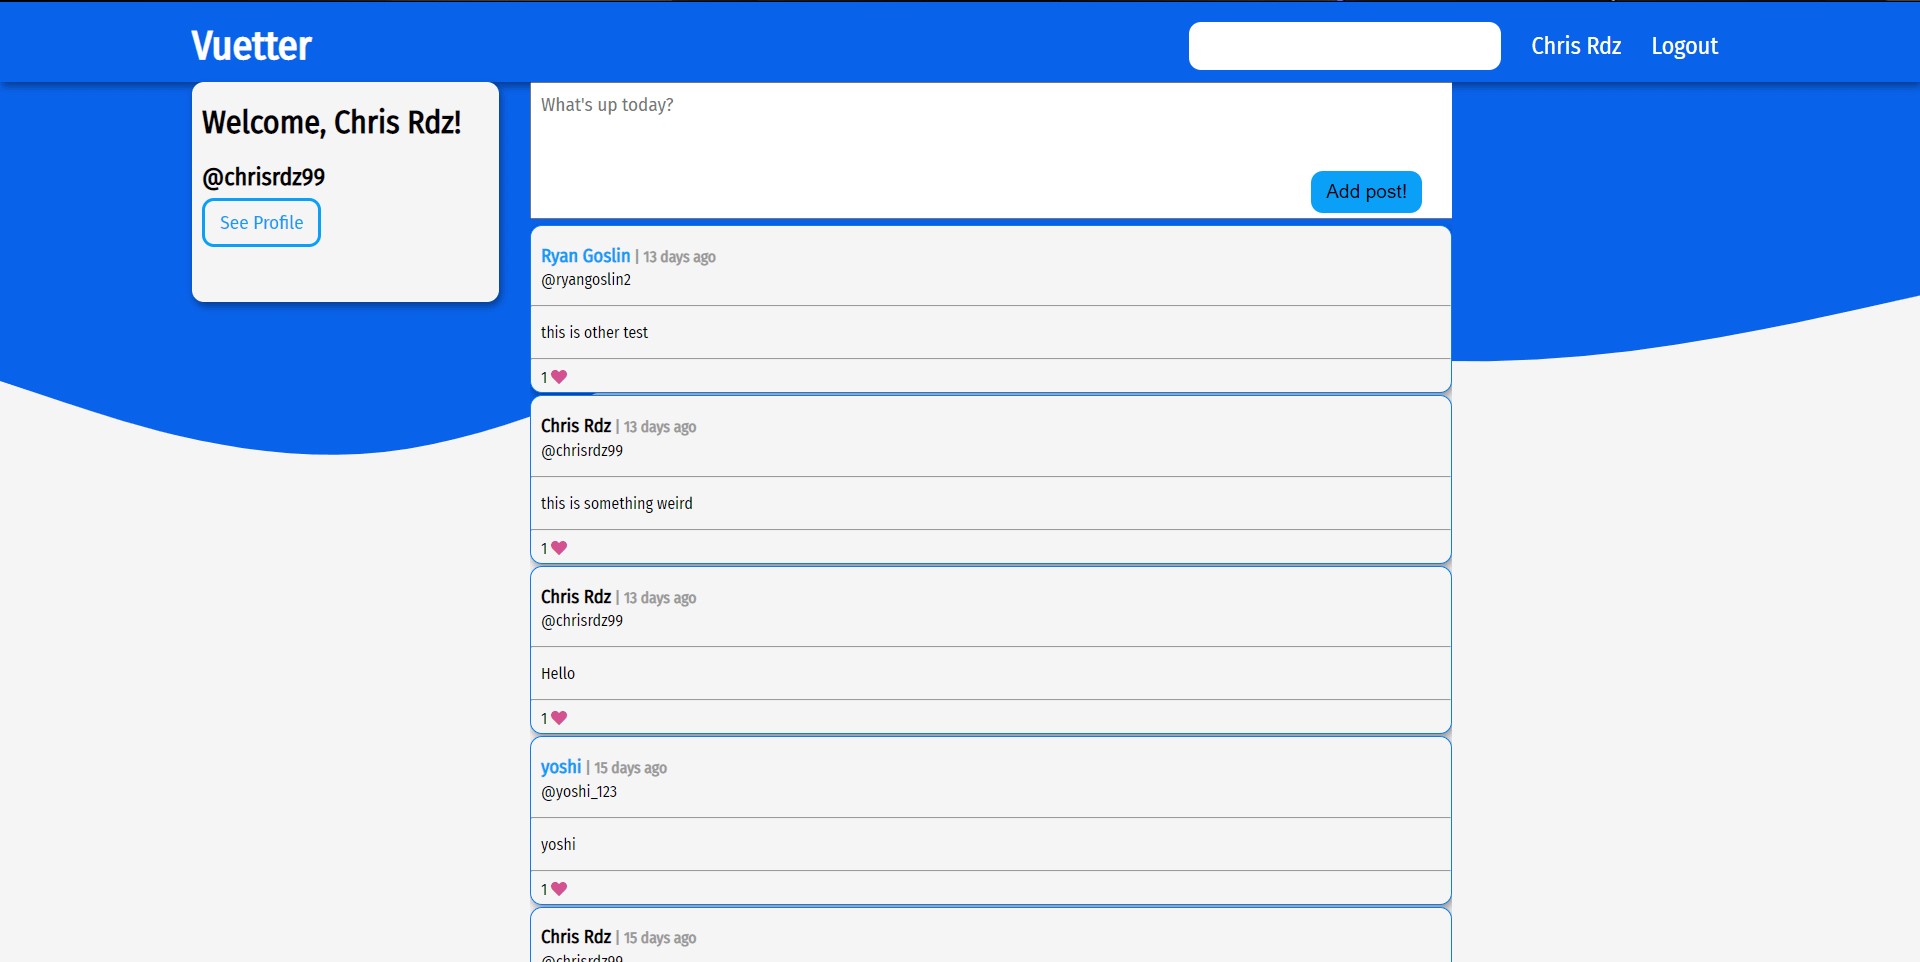 Vuetter
Chris Rdz
Logout
Welcome, Chris Rdz!
@chrisrdz99
See Profile
What's up today?
Add post!
Ryan Goslin | 13 days ago
@ryangoslin2
this is other test
1
Chris Rdz | 13 days ago
@chrisrdz99
this is something weird
1
Chris Rdz | 13 days ago
@chrisrdz99
Hello
1
yoshi | 15 days ago
@yoshi_123
yoshi
1
Chris Rdz | 15 days ago
@chrisrdz99